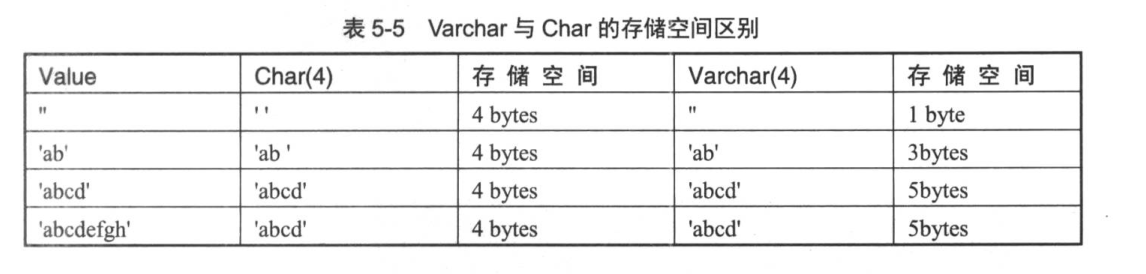 表 5-5 Varchar 与 Char 的存储空间区别
Value Char(4) 存储空间 Varchar(4) 存储空间
'' ' ' 4 bytes '' 1 byte
'ab' 'ab ' 4 bytes 'ab' 3bytes
'abcd' 'abcd' 4 bytes 'abcd' 5bytes
'abcdefgh' 'abcd' 4 bytes 'abcd' 5bytes